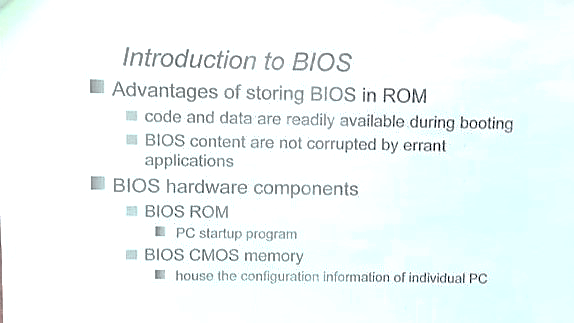 Introduction to BIOS
Advantages of storing BIOS in ROM
code and data are readily available during booting
BIOS content are not corrupted by errant
applications
BIOS hardware components
BIOS ROM
PC startup program
BIOS CMOS memory
house the configuration information of individual PC